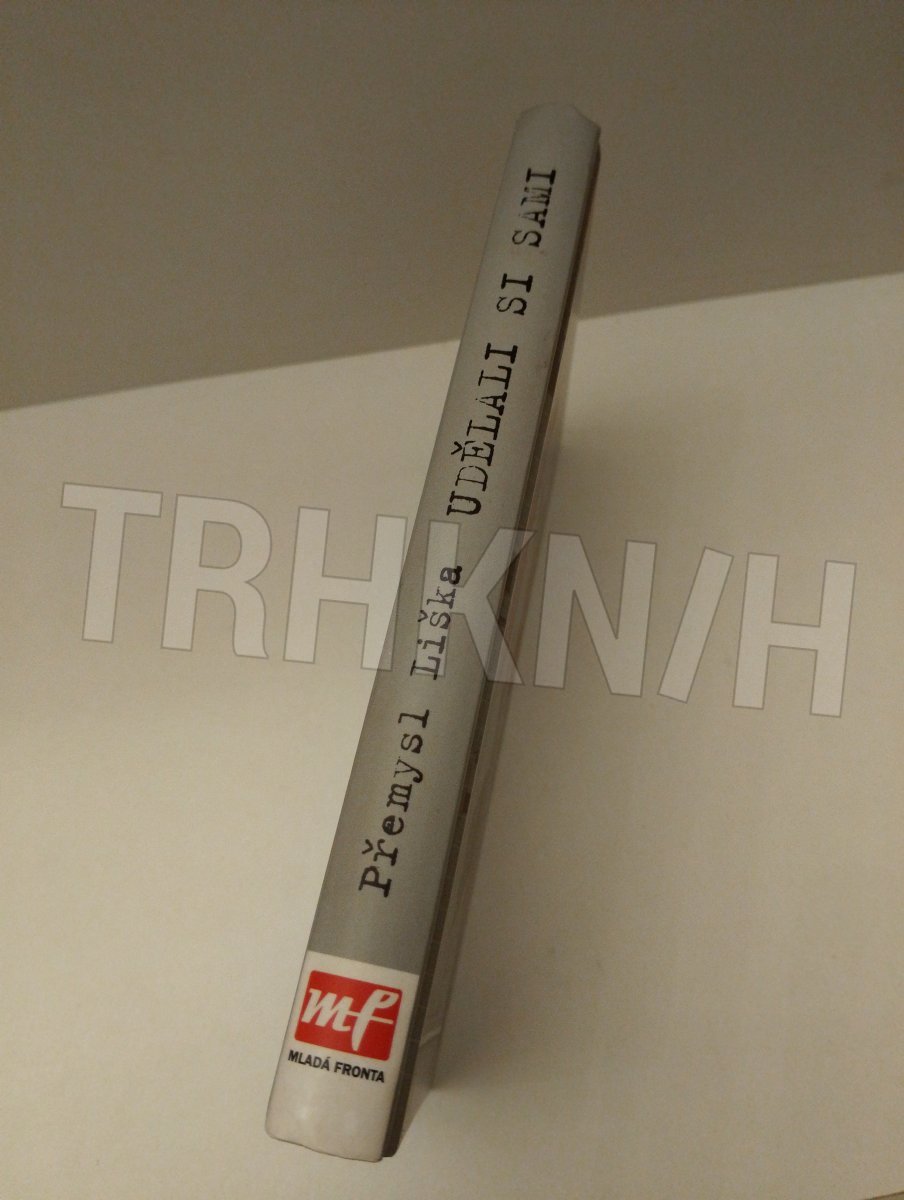 Přemysl Liška UDĚLALI SI SAMI
mf
MLADÁ FRONTA
TRHKNIH